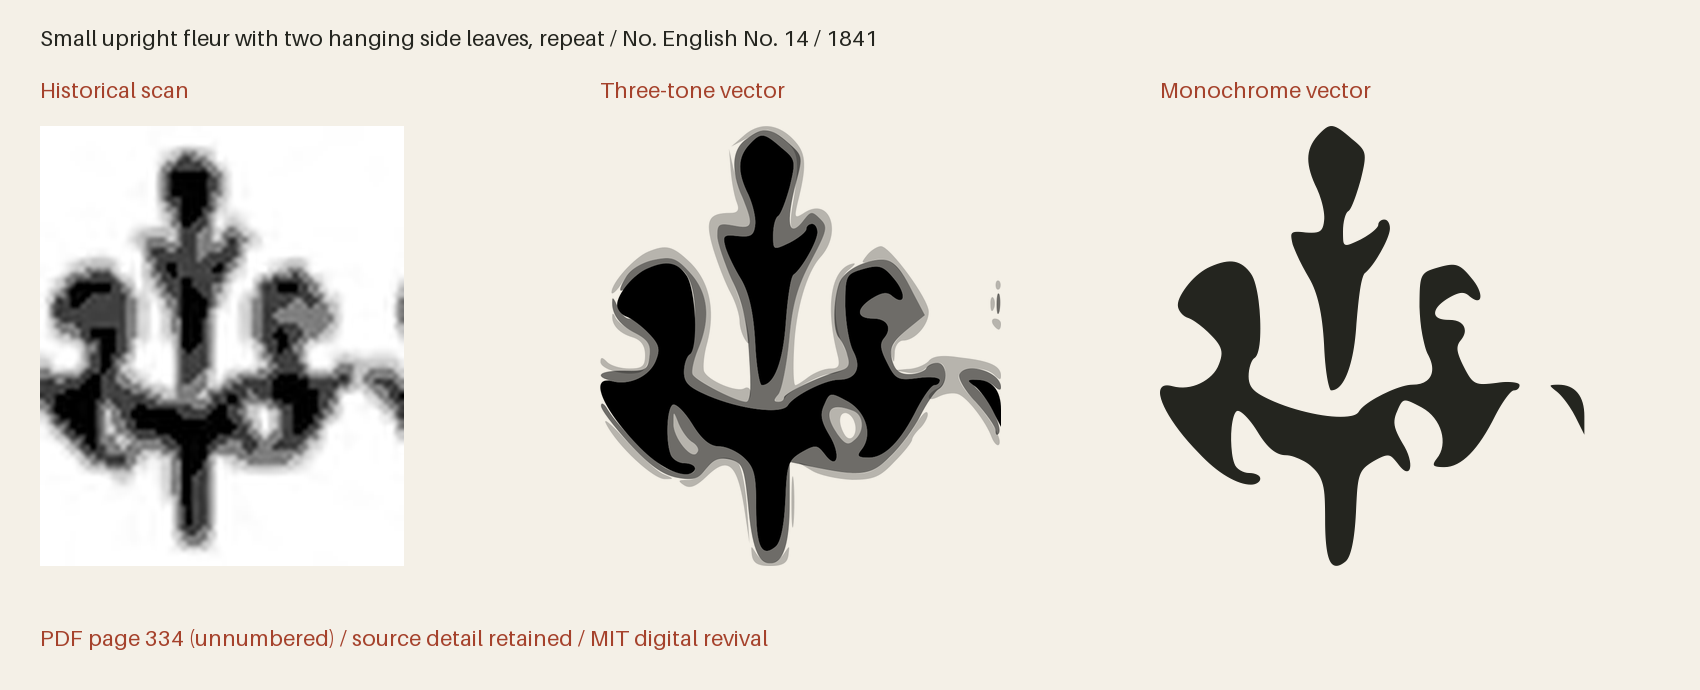 Small upright fleur with two hanging side leaves, repeat / No. English No. 14 / 1841
Historical scan
Three-tone vector
Monochrome vector
PDF page 334 (unnumbered) / source detail retained / MIT digital revival